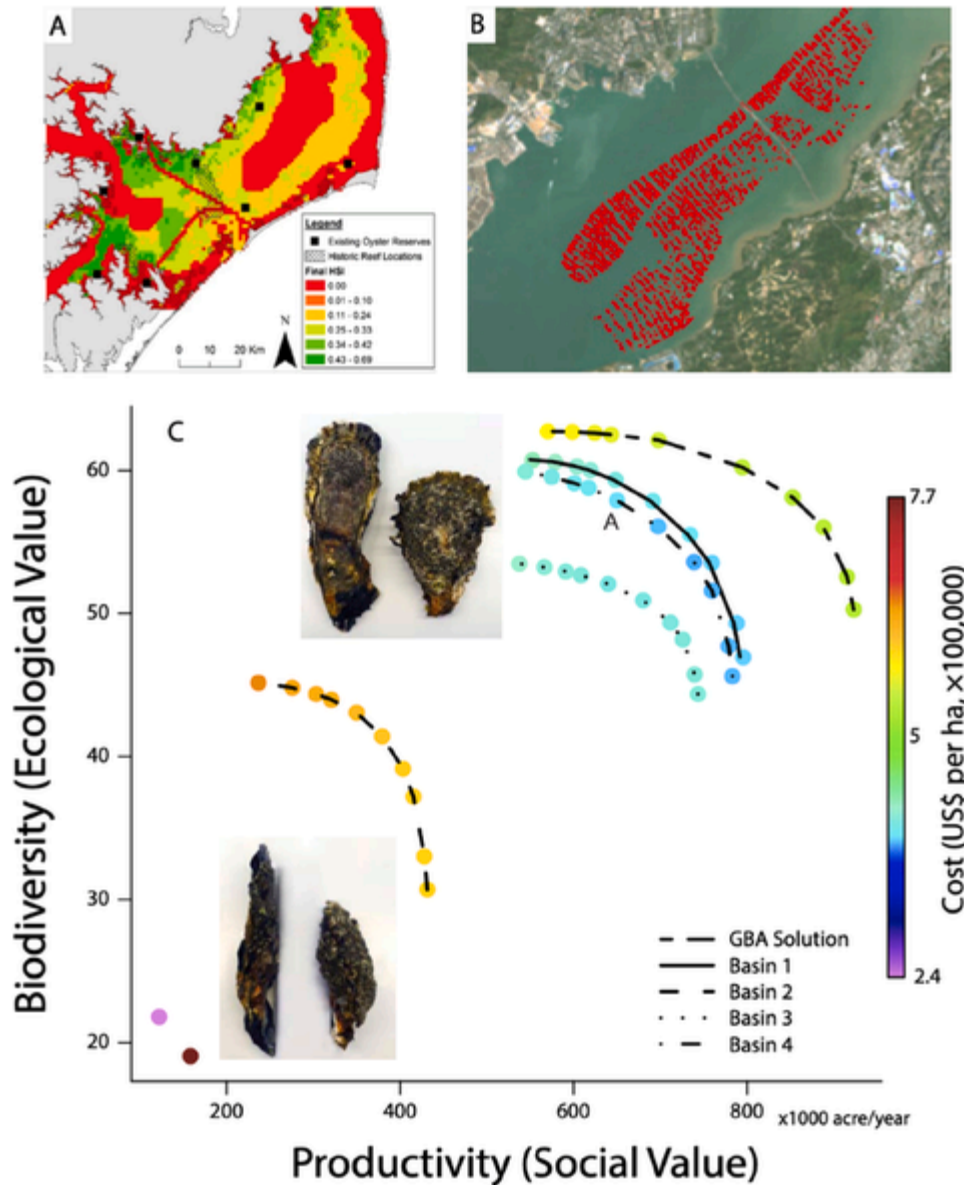 A
Legend
Existing Oyster Reserves
Historic Reef Locations
Final HSI
0.00
0.01 - 0.10
0.11 - 0.24
0.25 - 0.33
0.34 - 0.42
0.43 - 0.69
N
0 10 20 Km
B
C
Biodiversity (Ecological Value)
60
50
40
30
20
A
7.7
5
2.4
Cost (US$ per ha, ×100,000)
GBA Solution
Basin 1
Basin 2
Basin 3
Basin 4
200 400 600 800 x1000 acre/year
Productivity (Social Value)